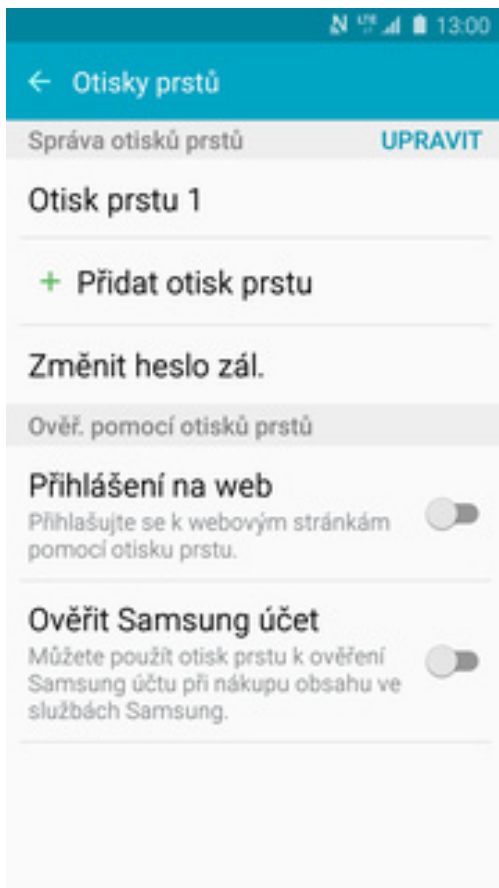 LTE 13:00
Otisky prstů
Správa otisků prstů UPRAVIT
Otisk prstu 1
+ Přidat otisk prstu
Změnit heslo zál.
Ověř. pomocí otisků prstů
Přihlášení na web
Přihlašujte se k webovým stránkám
pomocí otisku prstu.
Ověřit Samsung účet
Můžete použít otisk prstu k ověření
Samsung účtu při nákupu obsahu ve
službách Samsung.